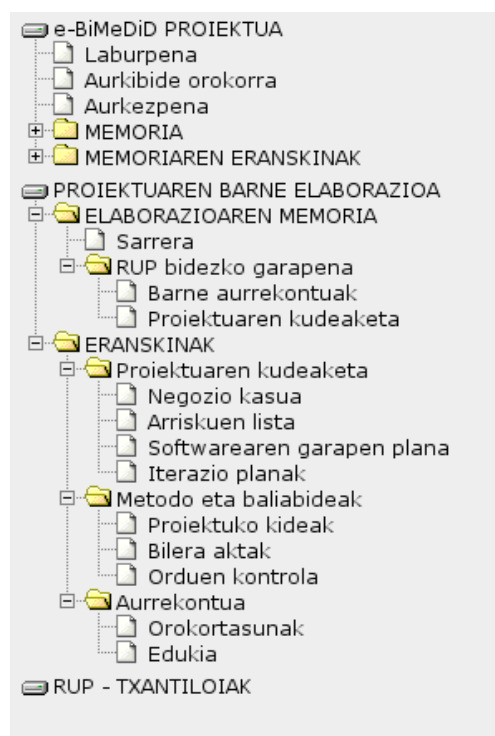 e-BiMeDiD PROIEKTUA
Laburpena
Aurkibide orokorra
Aurkezpena
MEMORIA
MEMORIAREN ERANSKINAK
PROIEKTUAREN BARNE ELABORAZIOA
ELABORAZIOAREN MEMORIA
Sarrera
RUP bidezko garapena
Barne aurrekontuak
Proiektuaren kudeaketa
ERANSKINAK
Proiektuaren kudeaketa
Negozio kasua
Arriskuen lista
Softwarearen garapen plana
Iterazio planak
Metodo eta baliabideak
Proiektuko kideak
Bilera aktak
Orduen kontrola
Aurrekontua
Orokortasunak
Edukia
RUP - TXANTILOIAK